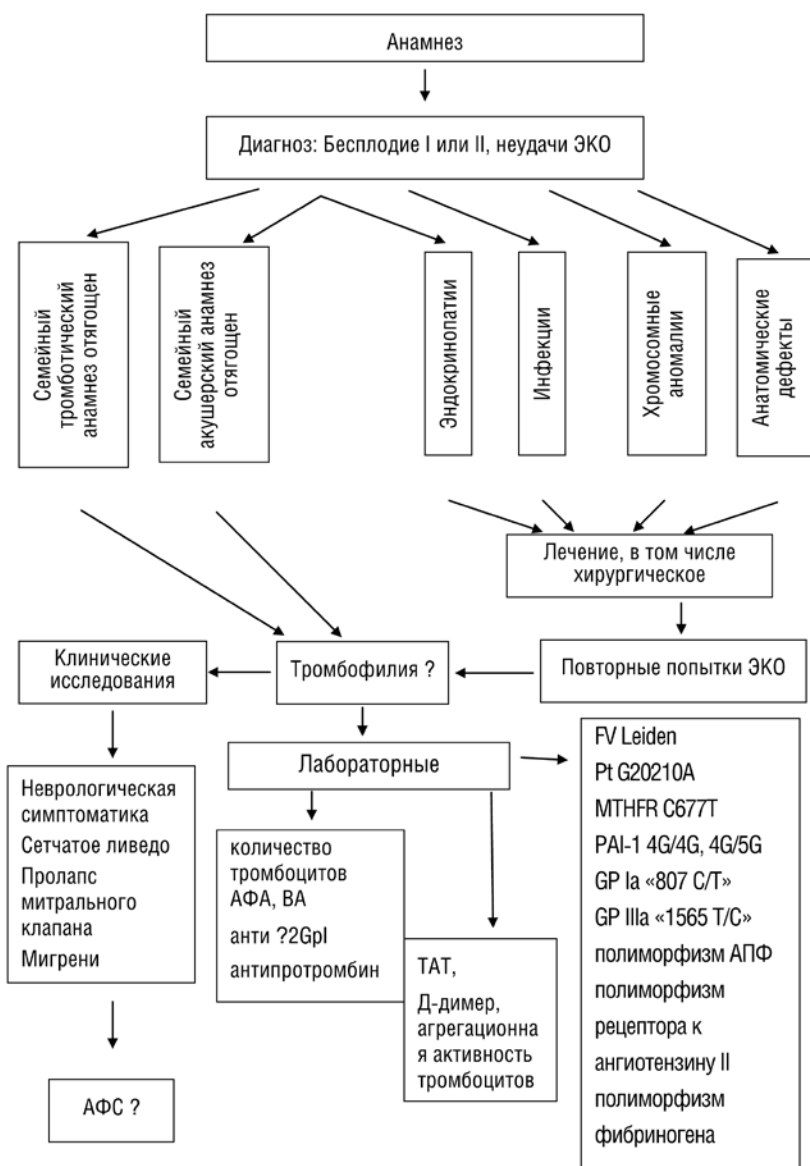 Анамнез
Диагноз: Бесплодие I или II, неудачи ЭКО
Семейный
тромботический
анамнез отягощен
Семейный
акушерский анамнез
отягощен
Эндокринопатии
Инфекции
Хромосомные
аномалии
Анатомические
дефекты
Лечение, в том числе
хирургическое
Клинические
исследования
Тромбофилия ?
Повторные попытки ЭКО
Неврологическая
симптоматика
Сетчатое ливедо
Пролапс
митрального
клапана
Мигрени
АФС ?
Лабораторные
количество
тромбоцитов
АФА, ВА
анти ?2GpI
антипротромбин
ТАТ,
Д-димер,
агрегационна
я активность
тромбоцитов
FV Leiden
Pt G20210A
MTHFR C677T
PAI-1 4G/4G, 4G/5G
GP Ia «807 C/T»
GP IIIa «1565 T/C»
полиморфизм АПФ
полиморфизм
рецептора к
ангиотензину II
полиморфизм
фибриногена